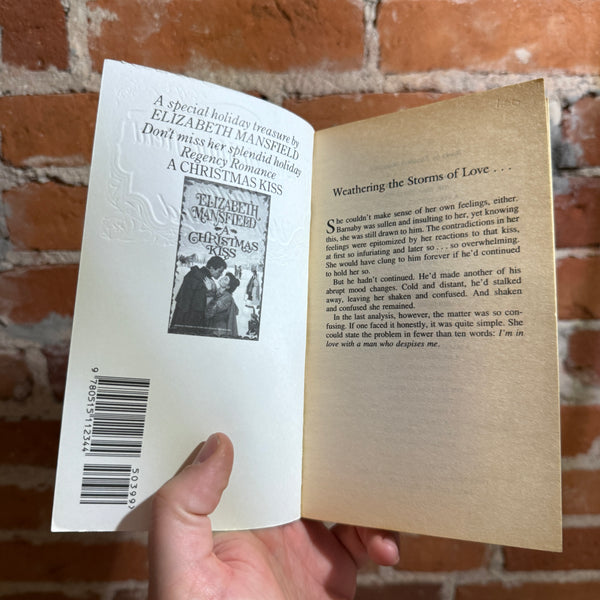 A special holiday treasure by
ELIZABETH MANSFIELD
Don't miss her splendid holiday
Regency Romance
A CHRISTMAS KISS
ELIZABETH
MANSFIELD
A
CHRISTMAS
KISS
9 780515 112344
50399
Weathering the Storms of Love . . .
She couldn't make sense of her own feelings, either.
Barnaby was sullen and insulting to her, yet knowing
this, she was still drawn to him. The contradictions in her
feelings were epitomized by her reactions to that kiss,
at first so infuriating and later so . . . so overwhelming.
She would have clung to him forever if he'd continued
to hold her so.
But he hadn't continued. He'd made another of his
abrupt mood changes. Cold and distant, he'd stalked
away, leaving her shaken and confused. And shaken
and confused she remained.
In the last analysis, however, the matter was so con-
fusing. If one faced it honestly, it was quite simple. She
could state the problem in fewer than ten words: I'm in
love with a man who despises me.